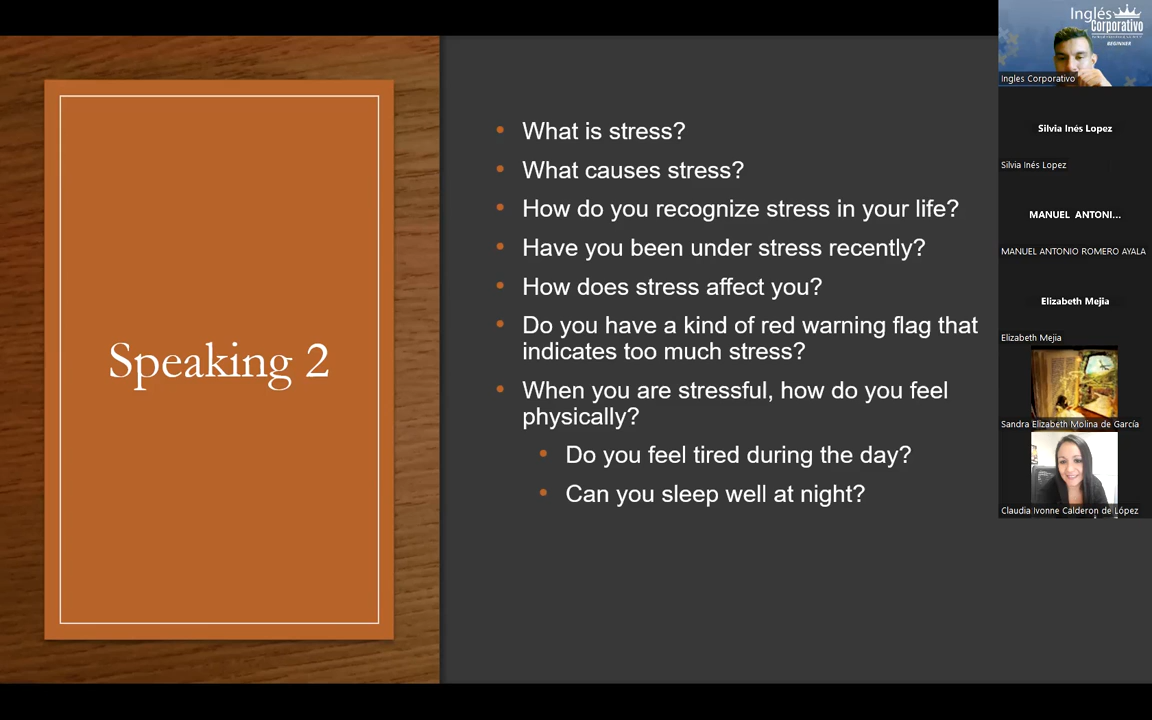 Speaking 2
What is stress?
What causes stress?
How do you recognize stress in your life?
Have you been under stress recently?
How does stress affect you?
Do you have a kind of red warning flag that
indicates too much stress?
When you are stressful, how do you feel
physically?
Do you feel tired during the day?
Can you sleep well at night?
Inglés
Corporativo
BEGINNER
Ingles Corporativo
Silvia Inés Lopez
Silvia Inés Lopez
MANUEL ANTONI...
MANUEL ANTONIO ROMERO AYALA
Elizabeth Mejia
Elizabeth Mejia
Sandra Elizabeth Molina de García
Claudia Ivonne Calderon de López